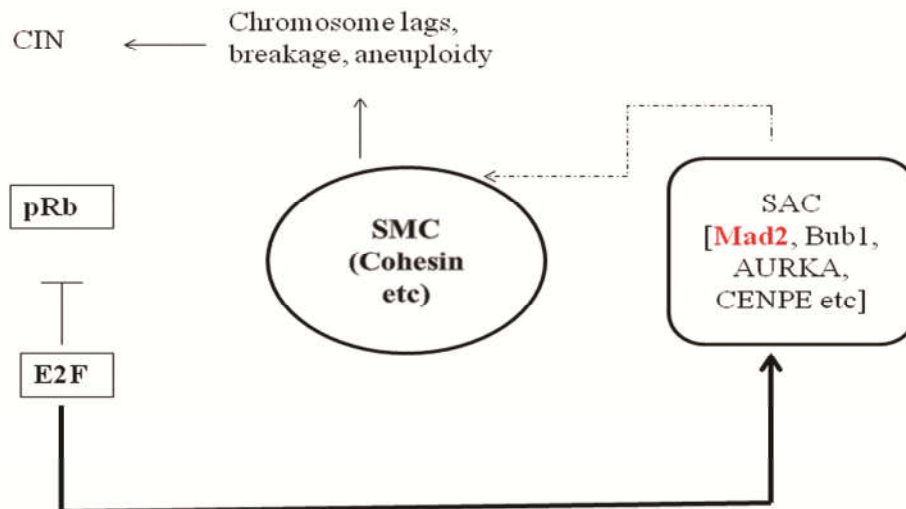 CIN
Chromosome lags,
breakage, aneuploidy
pRb
SMC
(Cohesin
etc)
SAC
[Mad2, Bub1,
AURKA,
CENPE etc]
E2F